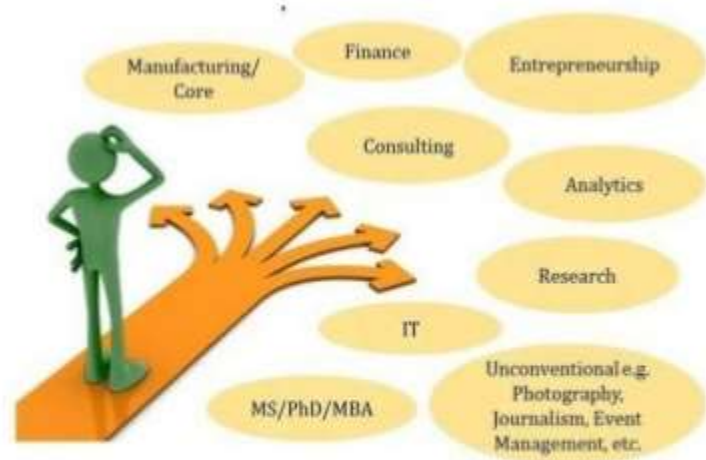 Manufacturing/
Core
Finance
Entrepreneurship
Consulting
Analytics
Research
IT
MS/PhD/MBA
Unconventional e.g.
Photography,
Journalism, Event
Management, etc.